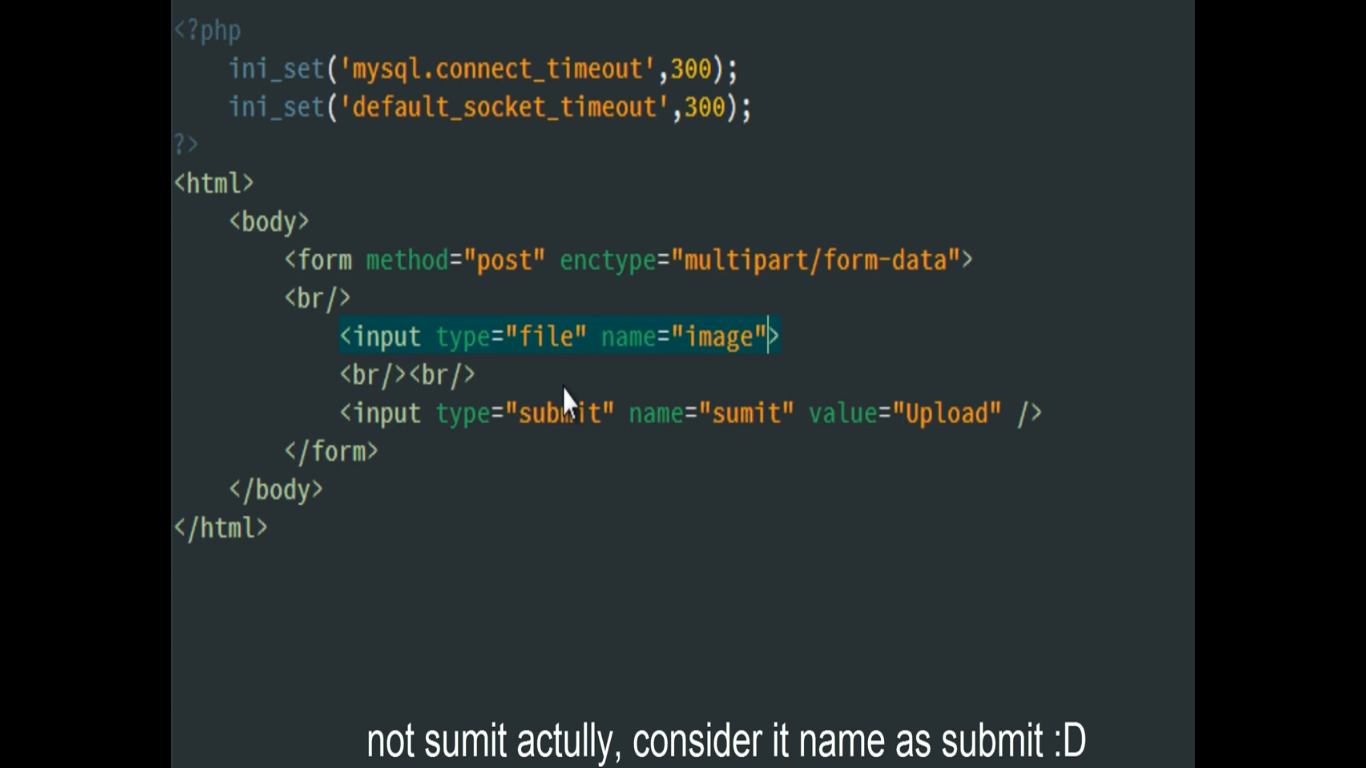 <?php
ini_set('mysql.connect_timeout',300);
ini_set('default_socket_timeout',300);
?>
<html>
<body>
<form method="post" enctype="multipart/form-data">
<br/>
<input type="file" name="image">
<br/><br/>
<input type="submit" name="sumit" value="Upload" />
</form>
</body>
</html>
not sumit actully, consider it name as submit :D